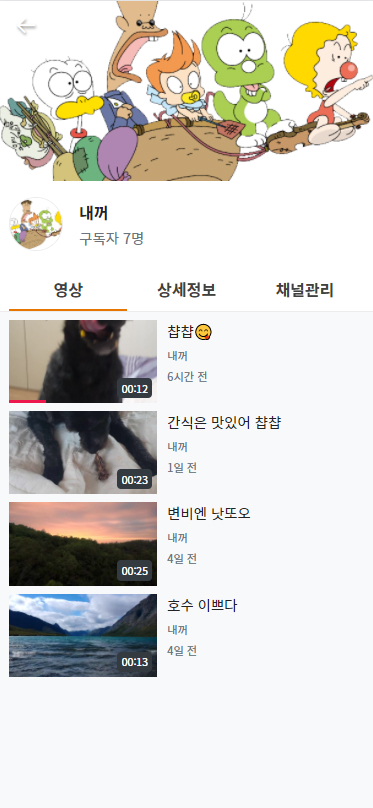 내꺼
구독자 7명
영상 상세정보 채널관리
챱챱😋
내꺼
6시간 전
00:12
간식은 맛있어 챱챱
내꺼
1일 전
00:23
변비엔 낫또오
내꺼
4일 전
00:25
호수 이쁘다
내꺼
4일 전
00:13